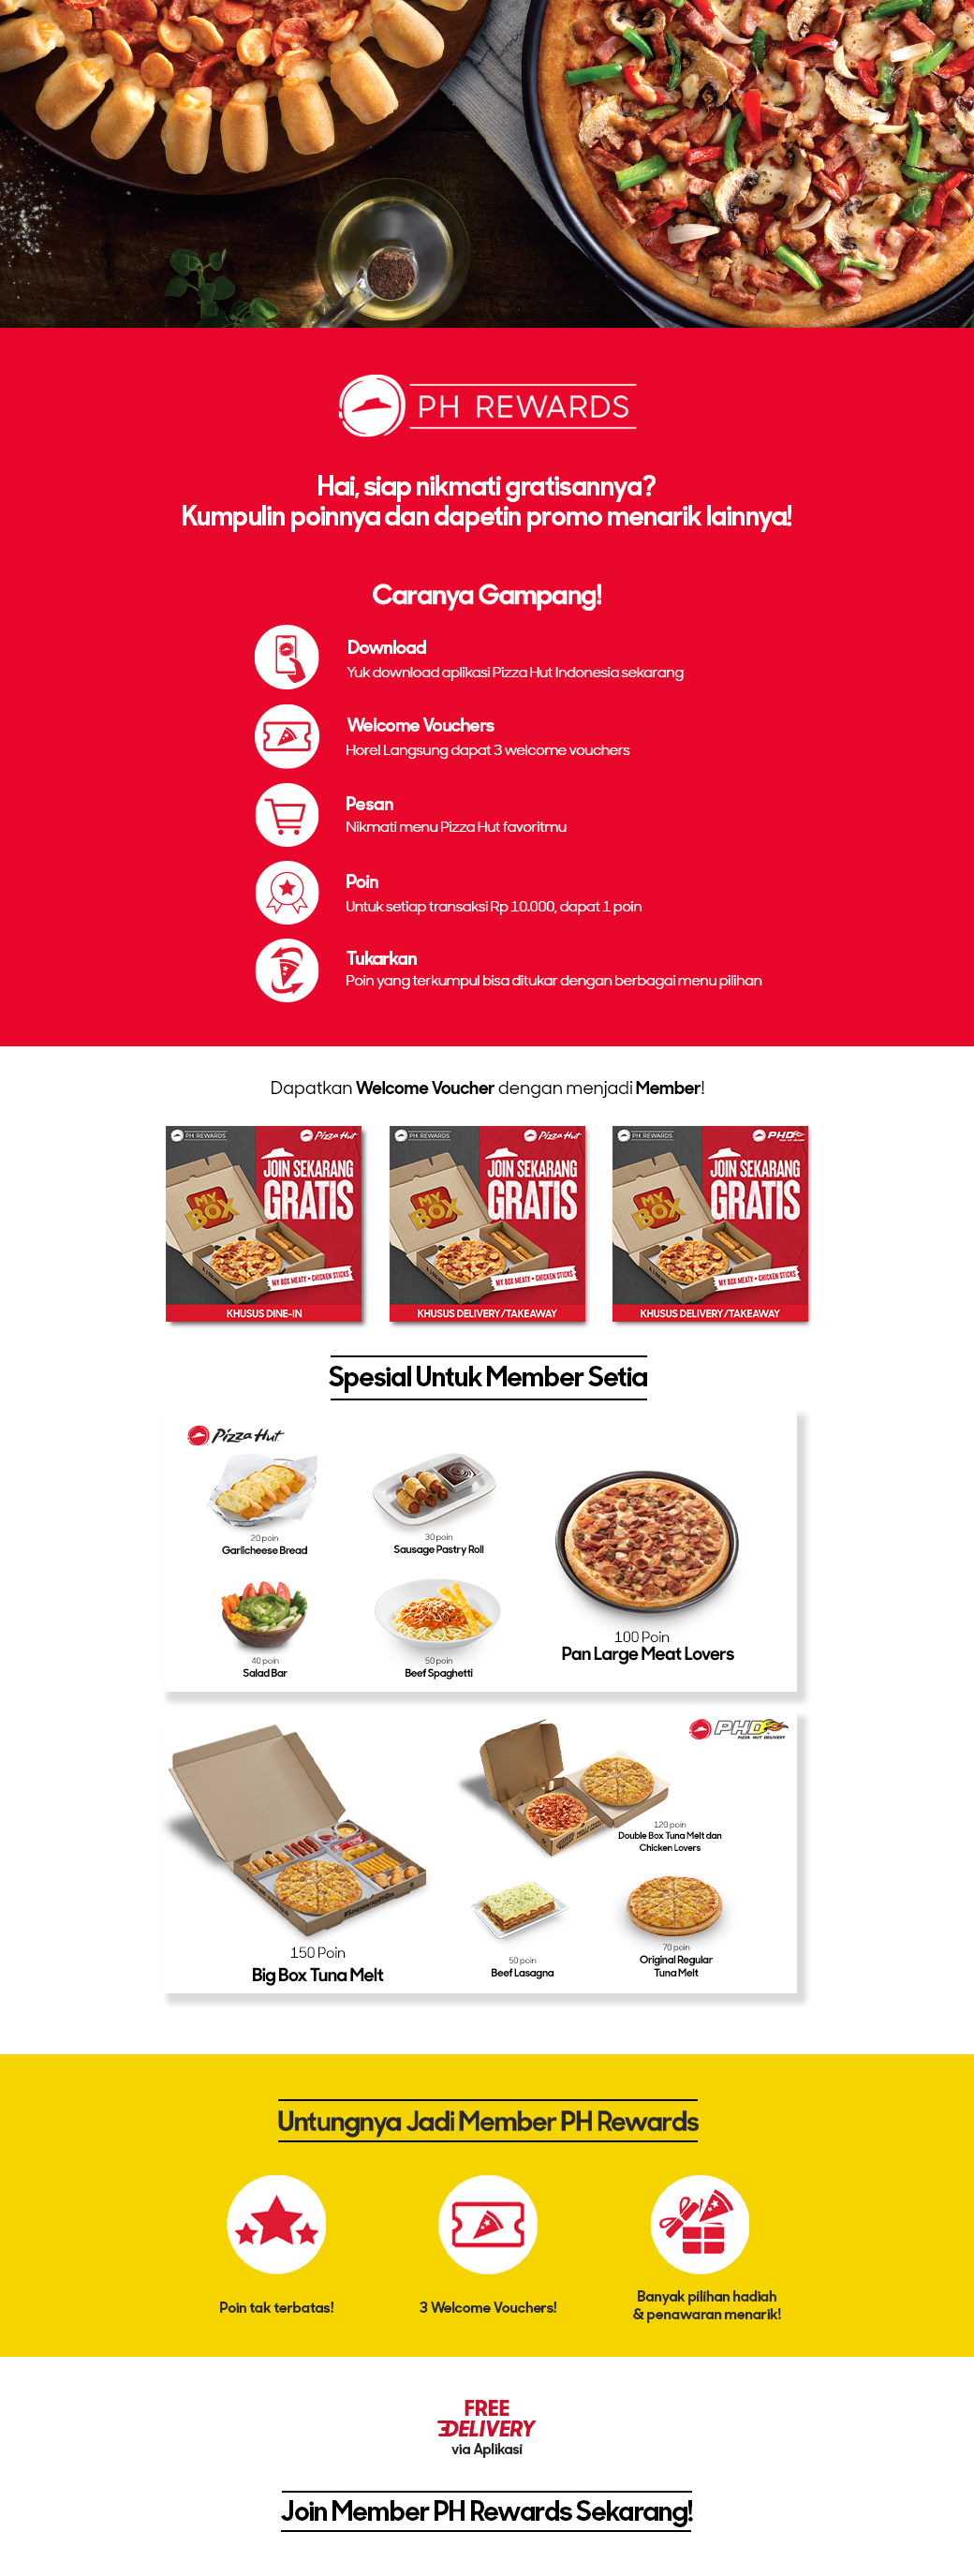 PH REWARDS
Hai, siap nikmati gratisannya?
Kumpulin poinnya dan dapetin promo menarik lainnya!
Caranya Gampang!
Download
Yuk download aplikasi Pizza Hut Indonesia sekarang
Welcome Vouchers
Hore! Langsung dapat 3 welcome vouchers
Pesan
Nikmati menu Pizza Hut favoritmu
Poin
Untuk setiap transaksi Rp 10.000, dapat 1 poin
Tukarkan
Poin yang terkumpul bisa ditukar dengan berbagai menu pilihan
Dapatkan Welcome Voucher dengan menjadi Member!
PH REWARDS
Pizza Hut
JOIN SEKARANG
GRATIS
MY BOX
MY BOX MEATY + CHICKEN STICKS
KHUSUS DINE-IN
PH REWARDS
Pizza Hut
JOIN SEKARANG
GRATIS
MY BOX
MY BOX MEATY + CHICKEN STICKS
KHUSUS DELIVERY/TAKEAWAY
PH REWARDS
PHD
JOIN SEKARANG
GRATIS
MY BOX
MY BOX MEATY + CHICKEN STICKS
KHUSUS DELIVERY/TAKEAWAY
Spesial Untuk Member Setia
Pizza Hut
20 poin
Garlicheese Bread
30 poin
Sausage Pastry Roll
40 poin
Salad Bar
50 poin
Beef Spaghetti
100 Poin
Pan Large Meat Lovers
PHD
PIZZA HUT DELIVERY
150 Poin
Big Box Tuna Melt
120 poin
Double Box Tuna Melt dan
Chicken Lovers
50 poin
Beef Lasagna
70 poin
Original Regular
Tuna Melt
Untungnya Jadi Member PH Rewards
Poin tak terbatas!
3 Welcome Vouchers!
Banyak pilihan hadiah
& penawaran menarik!
FREE
DELIVERY
via Aplikasi
Join Member PH Rewards Sekarang!